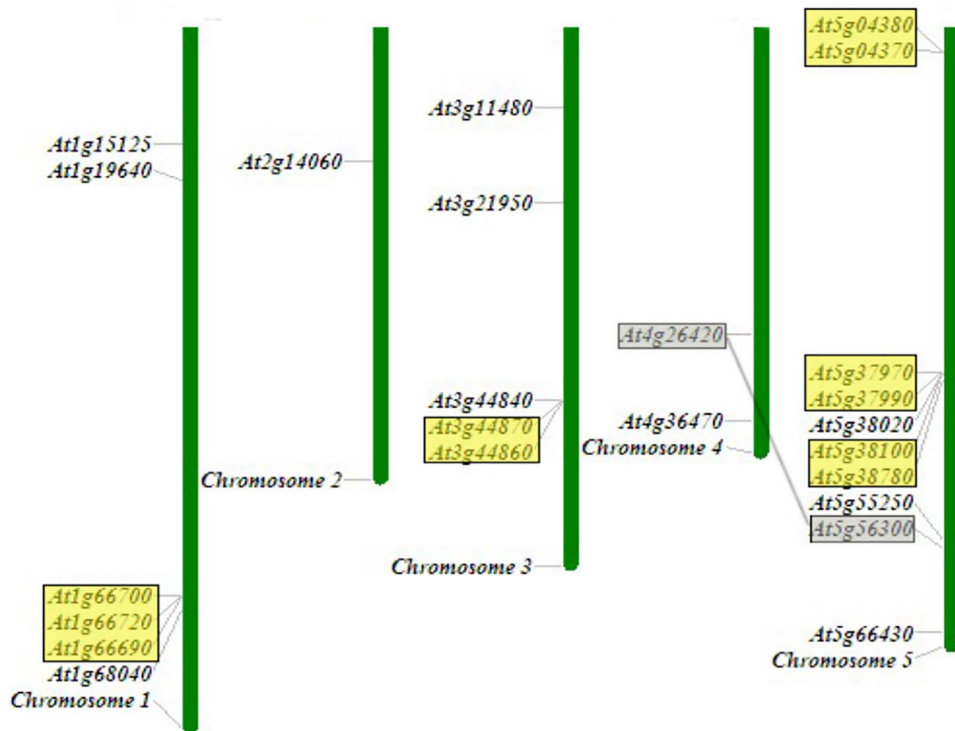 At1g15125
At1g19640
At1g66700
At1g66720
At1g66690
At1g68040
Chromosome 1
At2g14060
Chromosome 2
At3g11480
At3g21950
At3g44840
At3g44870
At3g44860
Chromosome 3
At4g26420
At4g36470
Chromosome 4
At5g04380
At5g04370
At5g37970
At5g37990
At5g38020
At5g38100
At5g38780
At5g55250
At5g56300
At5g66430
Chromosome 5